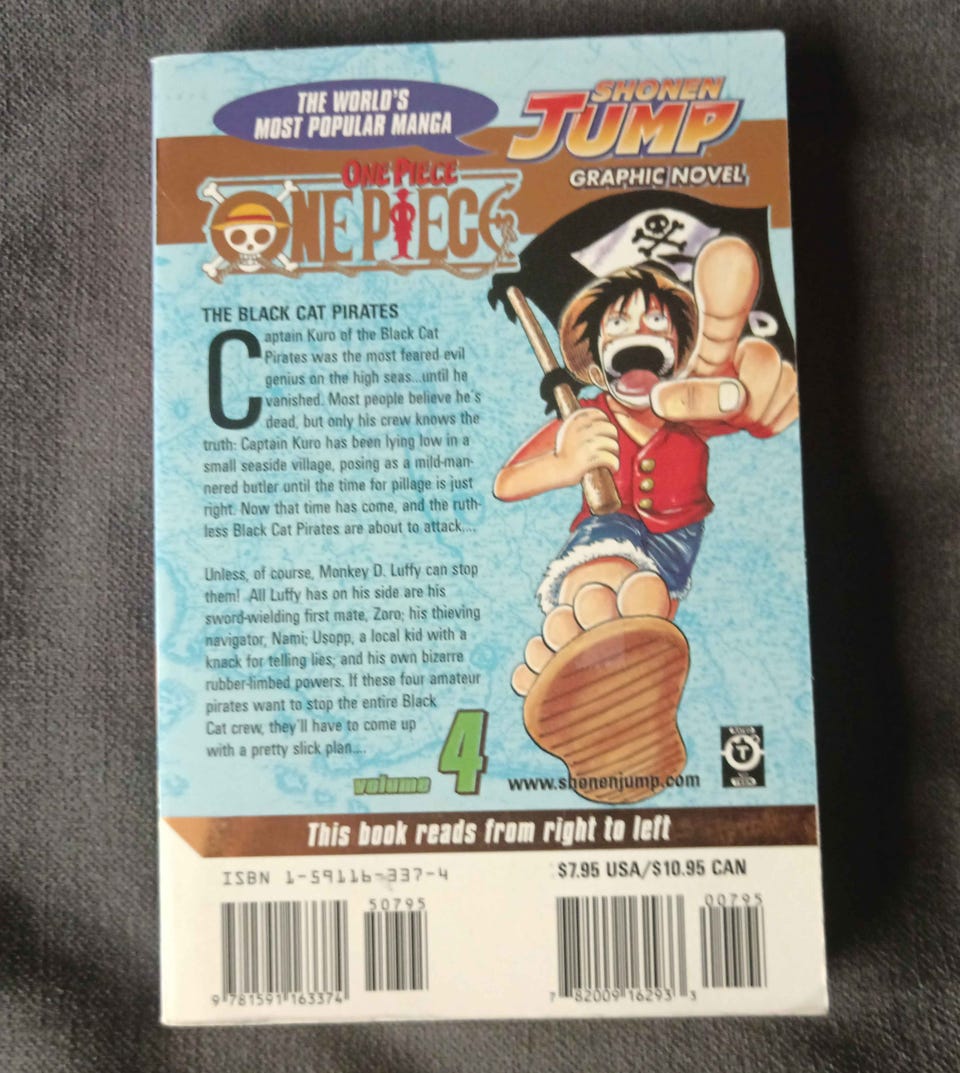 THE WORLD'S
MOST POPULAR MANGA
SHONEN
JUMP
GRAPHIC NOVEL
ONE PIECE
ONE PIECE
THE BLACK CAT PIRATES
Captain Kuro of the Black Cat
Pirates was the most feared evil
genius on the high seas...until he
vanished. Most people believe he's
dead, but only his crew knows the
truth: Captain Kuro has been lying low in a
small seaside village, posing as a mild-man-
nered butler until the time for pillage is just
right. Now that time has come, and the ruth-
less Black Cat Pirates are about to attack....
Unless, of course, Monkey D. Luffy can stop
them! All Luffy has on his side are his
sword-wielding first mate, Zoro; his thieving
navigator, Nami; Usopp, a local kid with a
knack for telling lies; and his own bizarre
rubber-limbed powers. If these four amateur
pirates want to stop the entire Black
Cat crew, they'll have to come up
with a pretty slick plan....
volume 4
www.shonenjump.com
T
This book reads from right to left
ISBN 1-59116-337-4
$7.95 USA/$10.95 CAN
50795
00795
9 781591 163374
7 82009 16293 3